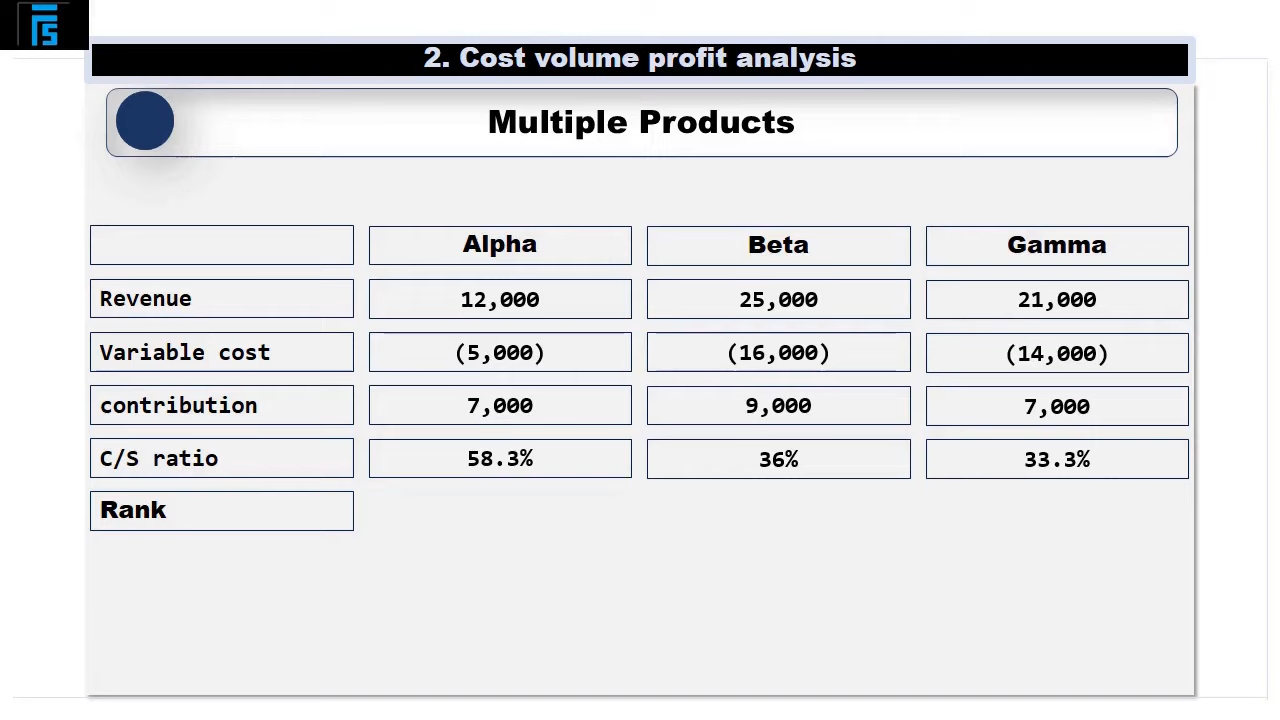 2. Cost volume profit analysis
Multiple Products
Alpha Beta Gamma
Revenue 12,000 25,000 21,000
Variable cost (5,000) (16,000) (14,000)
contribution 7,000 9,000 7,000
C/S ratio 58.3% 36% 33.3%
Rank